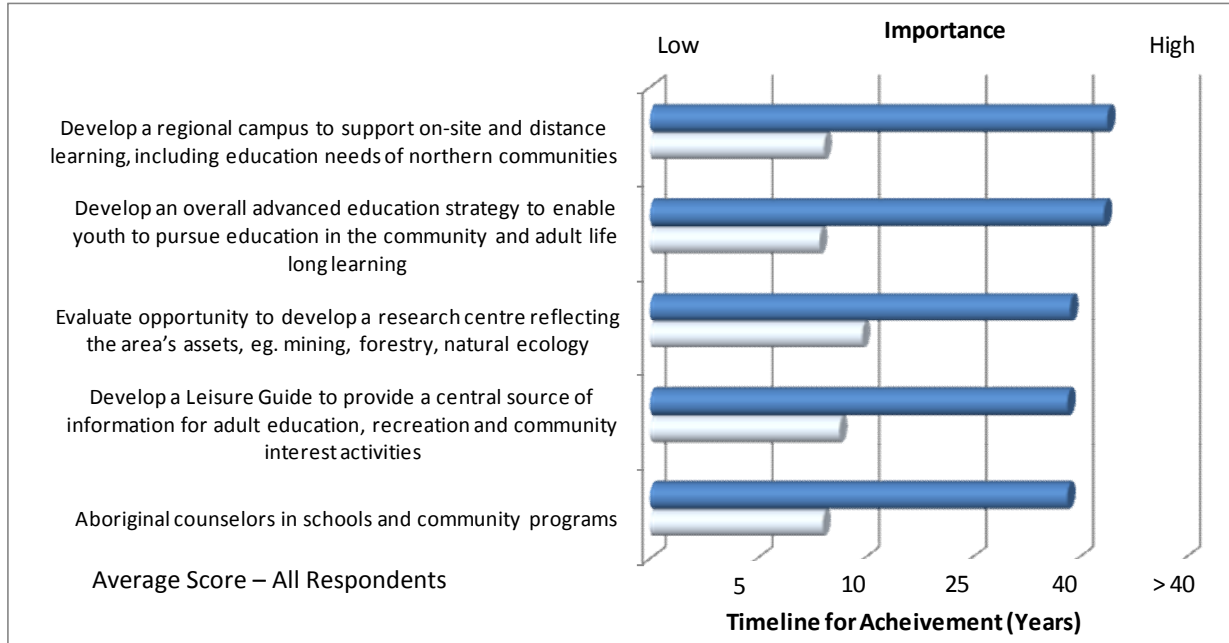 Importance
Low High
Develop a regional campus to support on-site and distance
learning, including education needs of northern communities
Develop an overall advanced education strategy to enable
youth to pursue education in the community and adult life
long learning
Evaluate opportunity to develop a research centre reflecting
the area's assets, eg. mining, forestry, natural ecology
Develop a Leisure Guide to provide a central source of
information for adult education, recreation and community
interest activities
Aboriginal counselors in schools and community programs
Average Score – All Respondents
5 10 25 40 > 40
Timeline for Acheivement (Years)